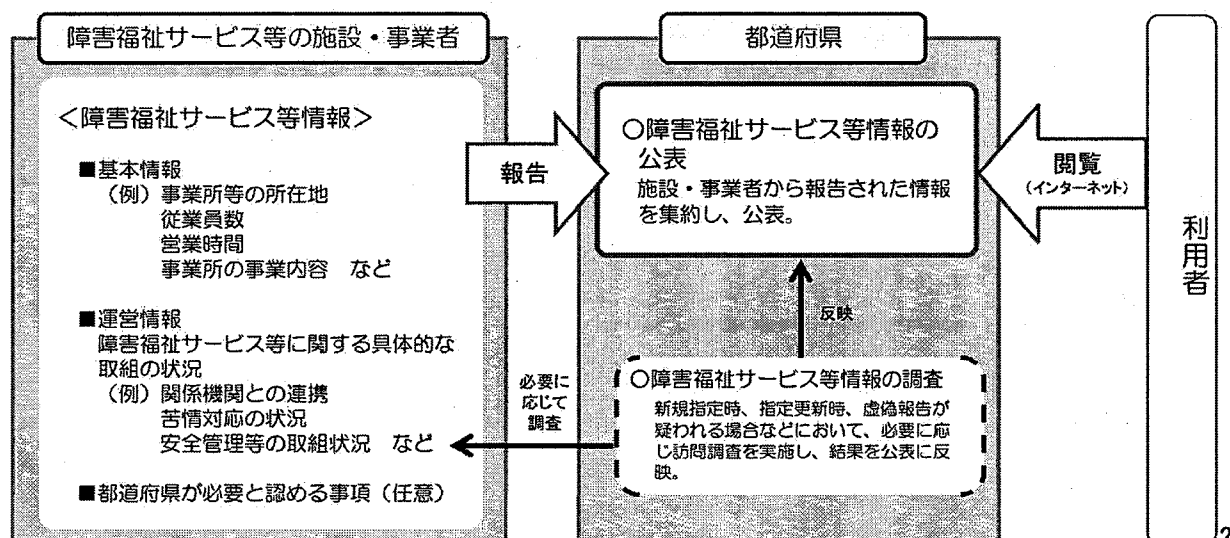 障害福祉サービス等の施設・事業者
＜障害福祉サービス等情報＞
■基本情報
（例）事業所等の所在地
従業員数
営業時間
事業所の事業内容　など
■運営情報
障害福祉サービス等に関する具体的な
取組の状況
（例）関係機関との連携
苦情対応の状況
安全管理等の取組状況　など
■都道府県が必要と認める事項（任意）
報告
必要に
応じて
調査
都道府県
○障害福祉サービス等情報の
公表
施設・事業者から報告された情報
を集約し、公表。
反映
○障害福祉サービス等情報の調査
新規指定時、指定更新時、虚偽報告が
疑われる場合などにおいて、必要に応
じ訪問調査を実施し、結果を公表に反
映。
閲覧
（インターネット）
利用者
2